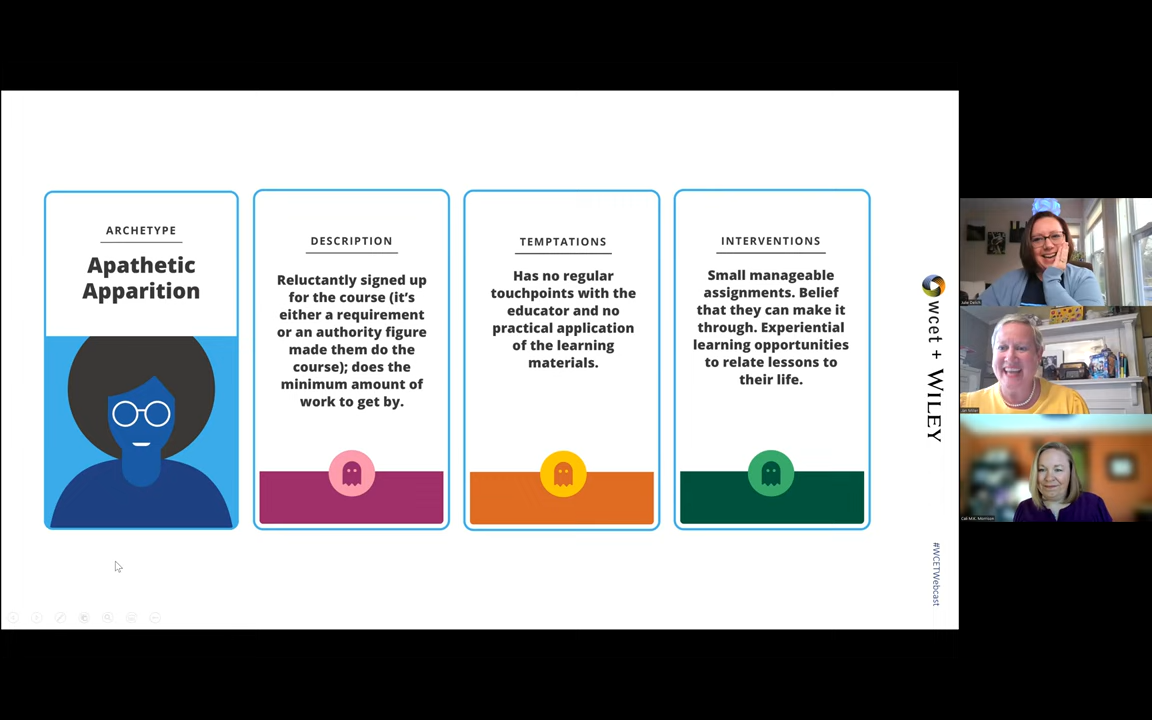 ARCHETYPE
Apathetic
Apparition
DESCRIPTION
Reluctantly signed up
for the course (it's
either a requirement
or an authority figure
made them do the
course); does the
minimum amount of
work to get by.
TEMPTATIONS
Has no regular
touchpoints with the
educator and no
practical application
of the learning
materials.
INTERVENTIONS
Small manageable
assignments. Belief
that they can make it
through. Experiential
learning opportunities
to relate lessons to
their life.
wcet + WILEY
#WCETWebcast